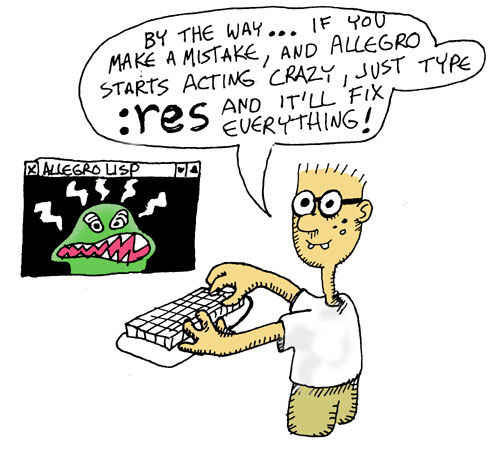 BY THE WAY... IF YOU
MAKE A MISTAKE, AND ALLEGRO
STARTS ACTING CRAZY, JUST TYPE
:res AND IT'LL FIX
EVERYTHING!
X ALLEGRO LISP